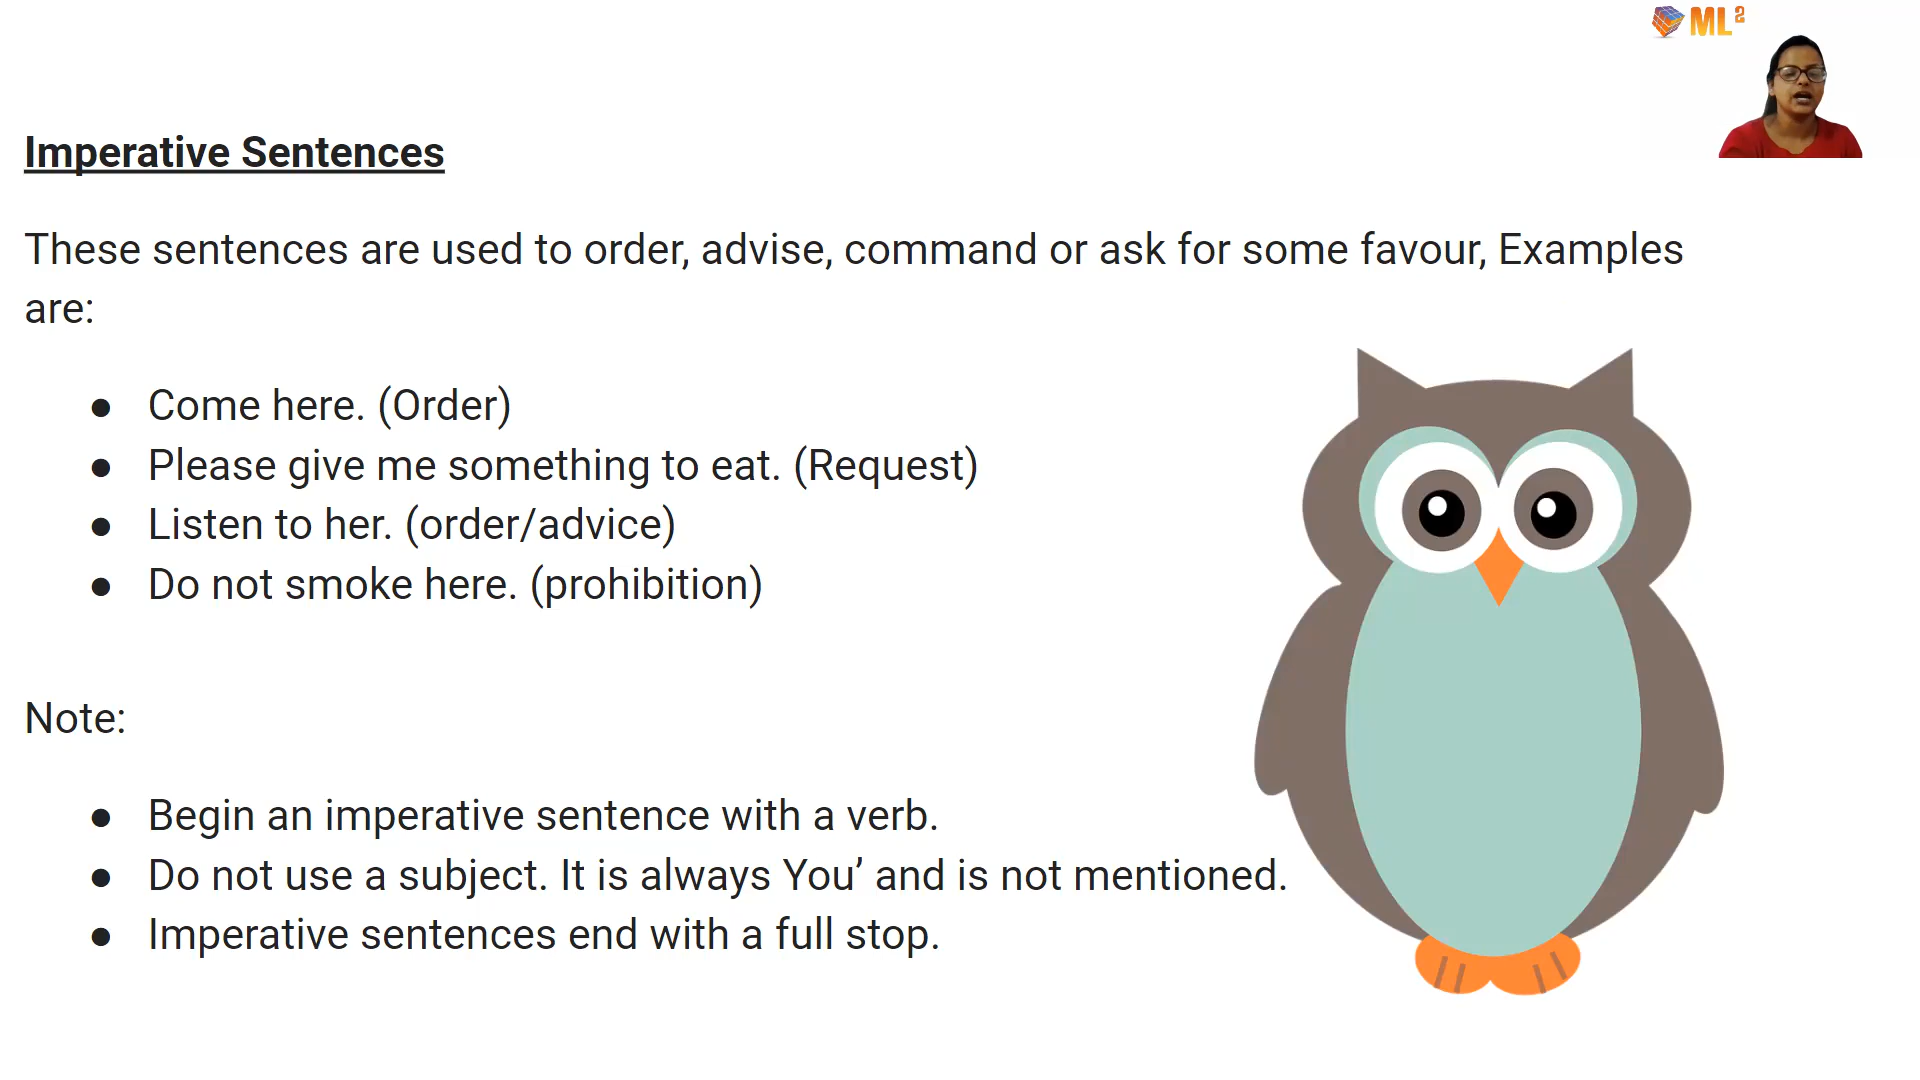 ML2
Imperative Sentences
These sentences are used to order, advise, command or ask for some favour, Examples
are:
● Come here. (Order)
● Please give me something to eat. (Request)
● Listen to her. (order/advice)
● Do not smoke here. (prohibition)
Note:
● Begin an imperative sentence with a verb.
● Do not use a subject. It is always You’ and is not mentioned.
● Imperative sentences end with a full stop.